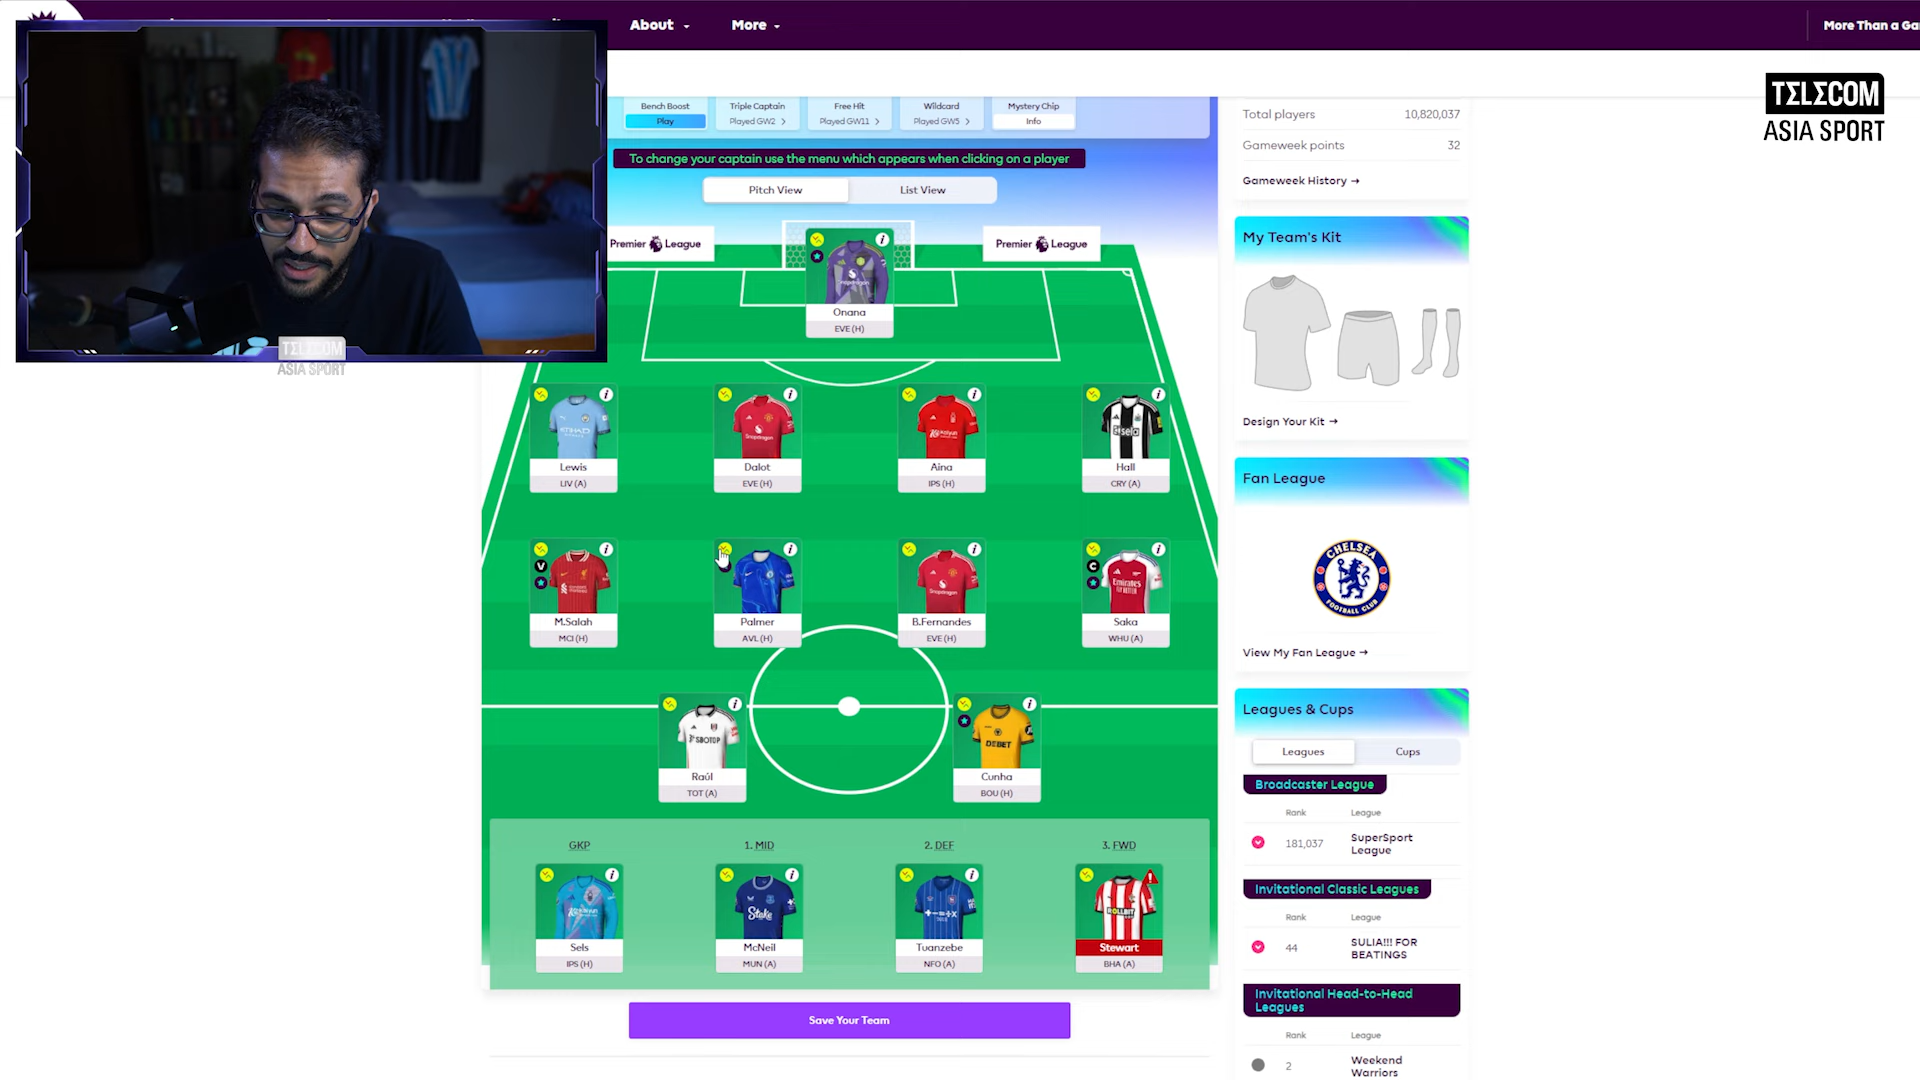 About
More
More Than a Ga
TELECOM
ASIA SPORT
Bench Boost
Play
Triple Captain
Played GW2
Free Hit
Played GW11
Wildcard
Played GW5
Mystery Chip
Info
To change your captain use the menu which appears when clicking on a player
Pitch View
List View
Premier League
Premier League
Onana
EVE (H)
Lewis
LIV (A)
Dalot
EVE (H)
Aina
IPS (H)
Hall
CRY (A)
V
C
M.Salah
MCI (H)
Palmer
AVL (H)
B.Fernandes
EVE (H)
Saka
WHU (A)
Raúl
TOT (A)
Cunha
BOU (H)
GKP
1. MID
2. DEF
3. FWD
Sels
IPS (H)
McNeil
MUN (A)
Tuanzebe
NFO (A)
Stewart
BHA (A)
Save Your Team
Total players 10,820,037
Gameweek points 32
Gameweek History →
My Team's Kit
Design Your Kit →
Fan League
CHELSEA
FOOTBALL CLUB
View My Fan League →
Leagues & Cups
Leagues
Cups
Broadcaster League
Rank League
181,037 SuperSport
League
Invitational Classic Leagues
Rank League
44 SULIA!!! FOR
BEATINGS
Invitational Head-to-Head
Leagues
Rank League
2 Weekend
Warriors
TELECOM
ASIA SPORT